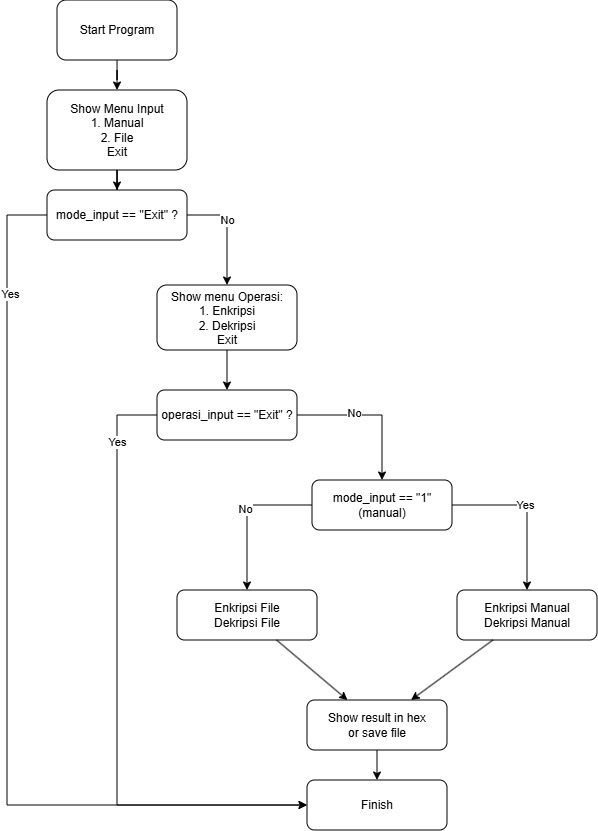 Start Program
Show Menu Input
1. Manual
2. File
Exit
mode_input == "Exit" ?
No
Yes
Show menu Operasi:
1. Enkripsi
2. Dekripsi
Exit
operasi_input == "Exit" ?
No
Yes
mode_input == "1"
(manual)
No
Yes
Enkripsi File
Dekripsi File
Enkripsi Manual
Dekripsi Manual
Show result in hex
or save file
Finish